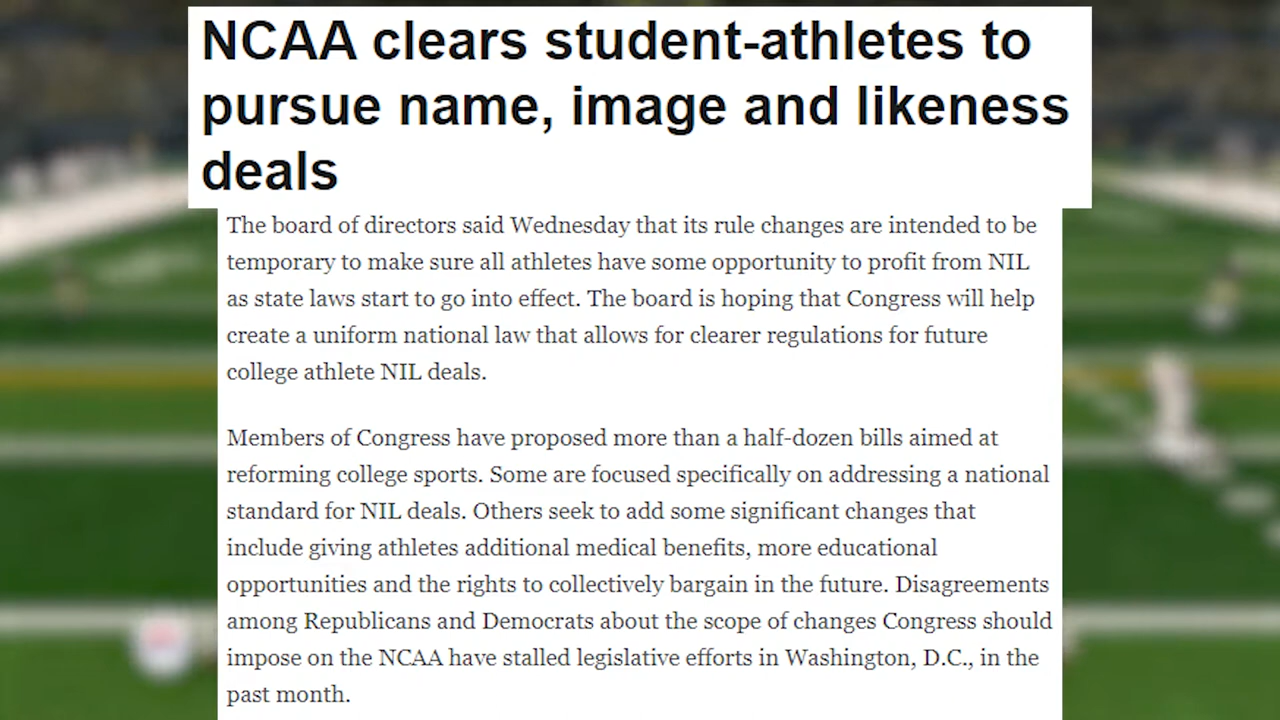 NCAA clears student-athletes to
pursue name, image and likeness
deals
The board of directors said Wednesday that its rule changes are intended to be
temporary to make sure all athletes have some opportunity to profit from NIL
as state laws start to go into effect. The board is hoping that Congress will help
create a uniform national law that allows for clearer regulations for future
college athlete NIL deals.
Members of Congress have proposed more than a half-dozen bills aimed at
reforming college sports. Some are focused specifically on addressing a national
standard for NIL deals. Others seek to add some significant changes that
include giving athletes additional medical benefits, more educational
opportunities and the rights to collectively bargain in the future. Disagreements
among Republicans and Democrats about the scope of changes Congress should
impose on the NCAA have stalled legislative efforts in Washington, D.C., in the
past month.